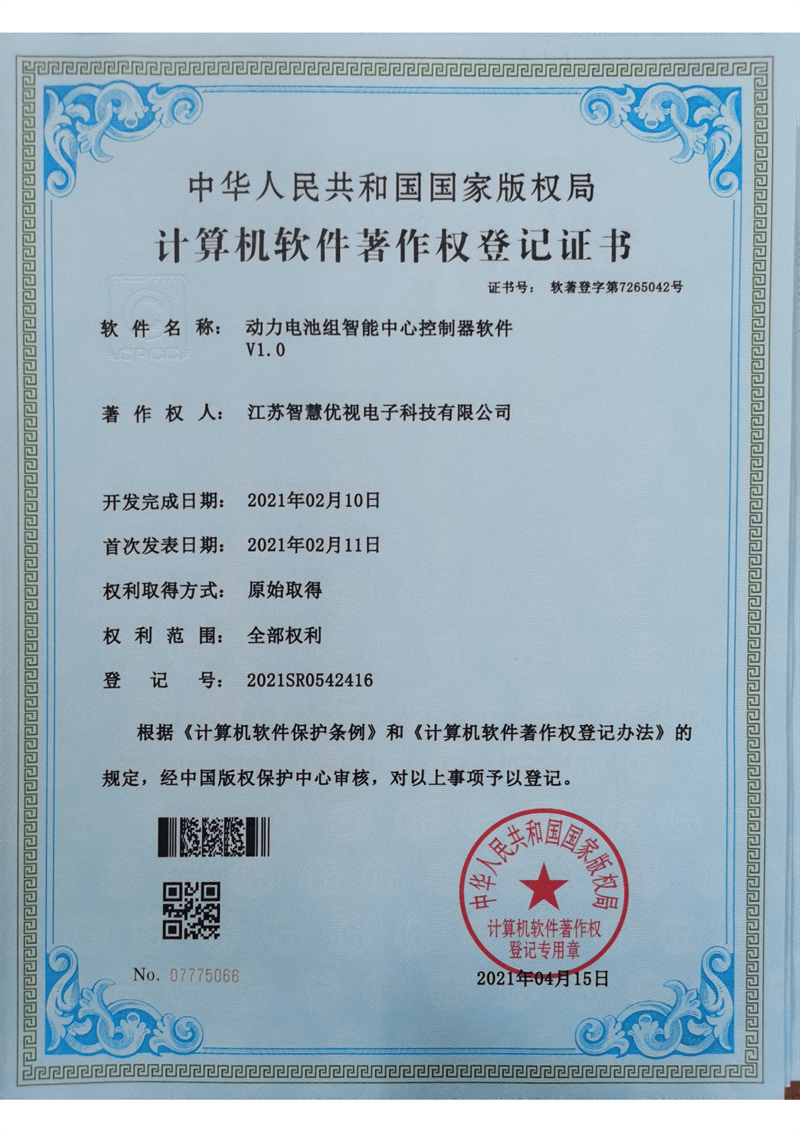 中华人民共和国国家版权局
计算机软件著作权登记证书
证书号： 软著登字第7265042号
软件名称： 动力电池组智能中心控制器软件
V1.0
著作权人： 江苏智慧优视电子科技有限公司
开发完成日期： 2021年02月10日
首次发表日期： 2021年02月11日
权利取得方式： 原始取得
权利范围： 全部权利
登记号： 2021SR0542416
根据《计算机软件保护条例》和《计算机软件著作权登记办法》的
规定，经中国版权保护中心审核，对以上事项予以登记。
中华人民共和国国家版权局
计算机软件著作权
登记专用章
No. 07775066
2021年04月15日
CPCC